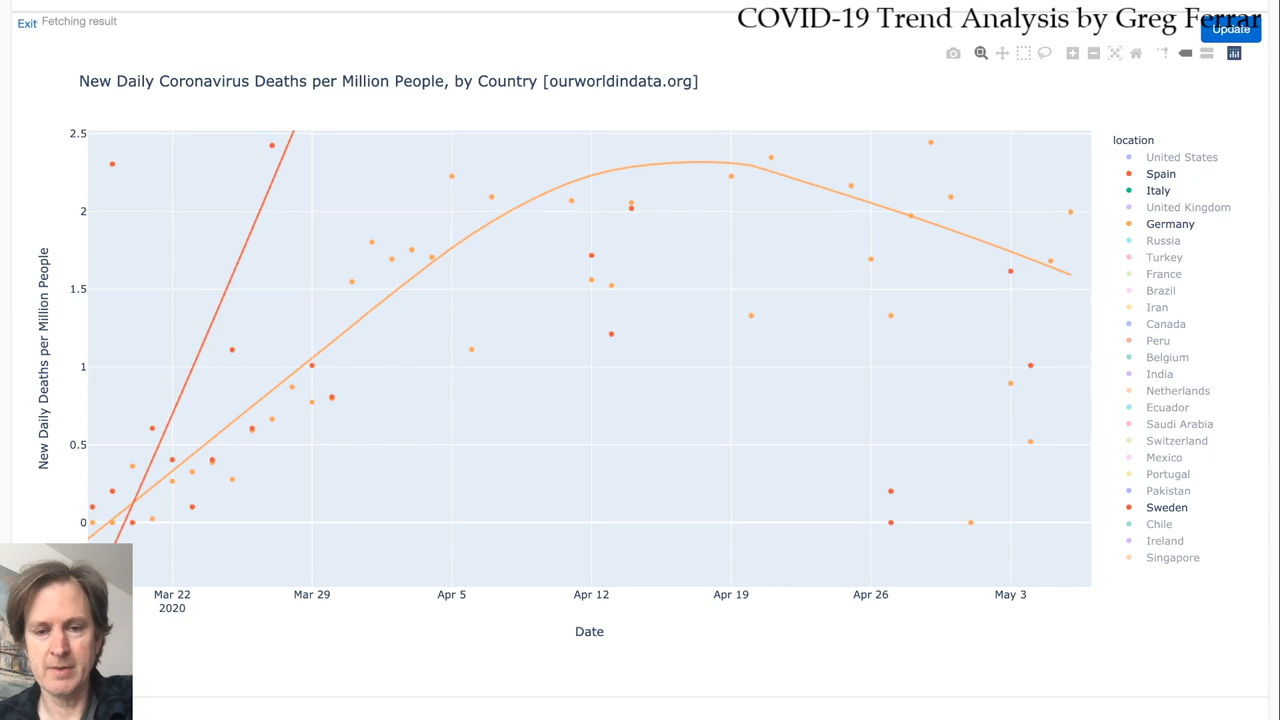 COVID-19 Trend Analysis by Greg Ferrar
Exit Fetching result
Update
New Daily Coronavirus Deaths per Million People, by Country [ourworldindata.org]
2.5
2
1.5
1
0.5
0
New Daily Deaths per Million People
Mar 22
2020
Mar 29
Apr 5
Apr 12
Apr 19
Apr 26
May 3
Date
location
United States
Spain
Italy
United Kingdom
Germany
Russia
Turkey
France
Brazil
Iran
Canada
Peru
Belgium
India
Netherlands
Ecuador
Saudi Arabia
Switzerland
Mexico
Portugal
Pakistan
Sweden
Chile
Ireland
Singapore